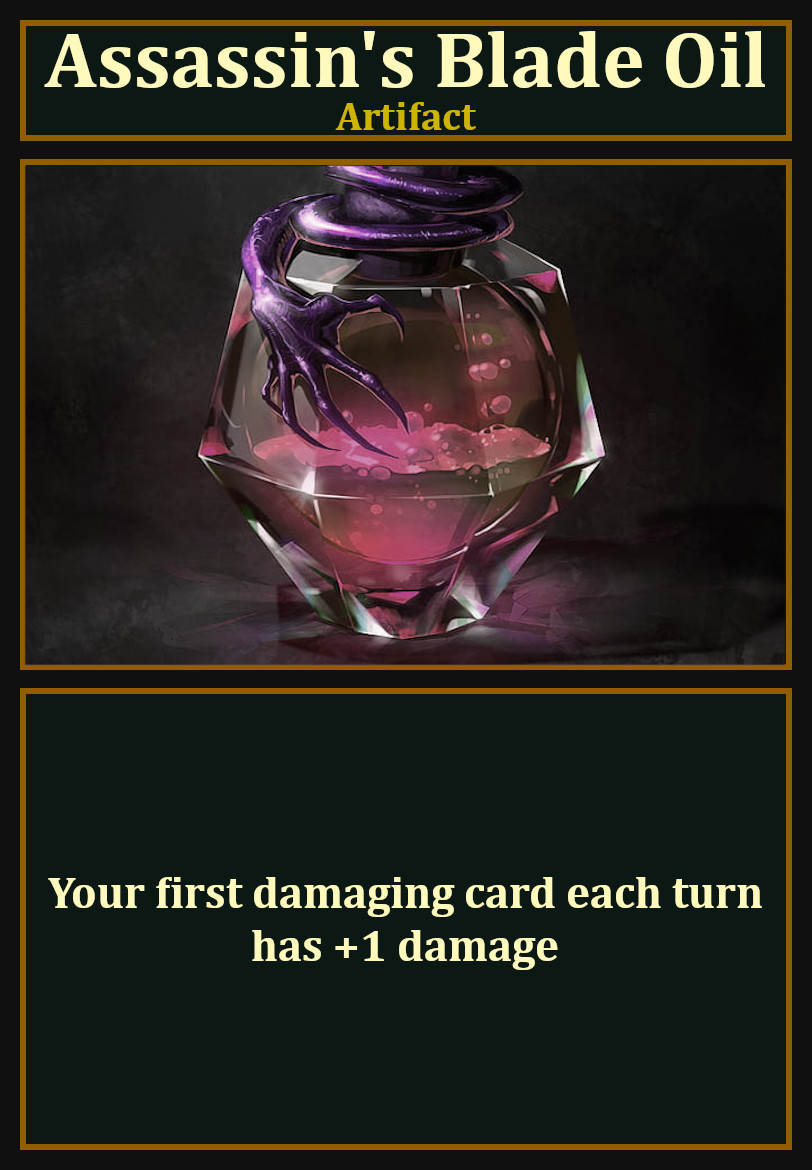 Assassin's Blade Oil
Artifact
Your first damaging card each turn
has +1 damage